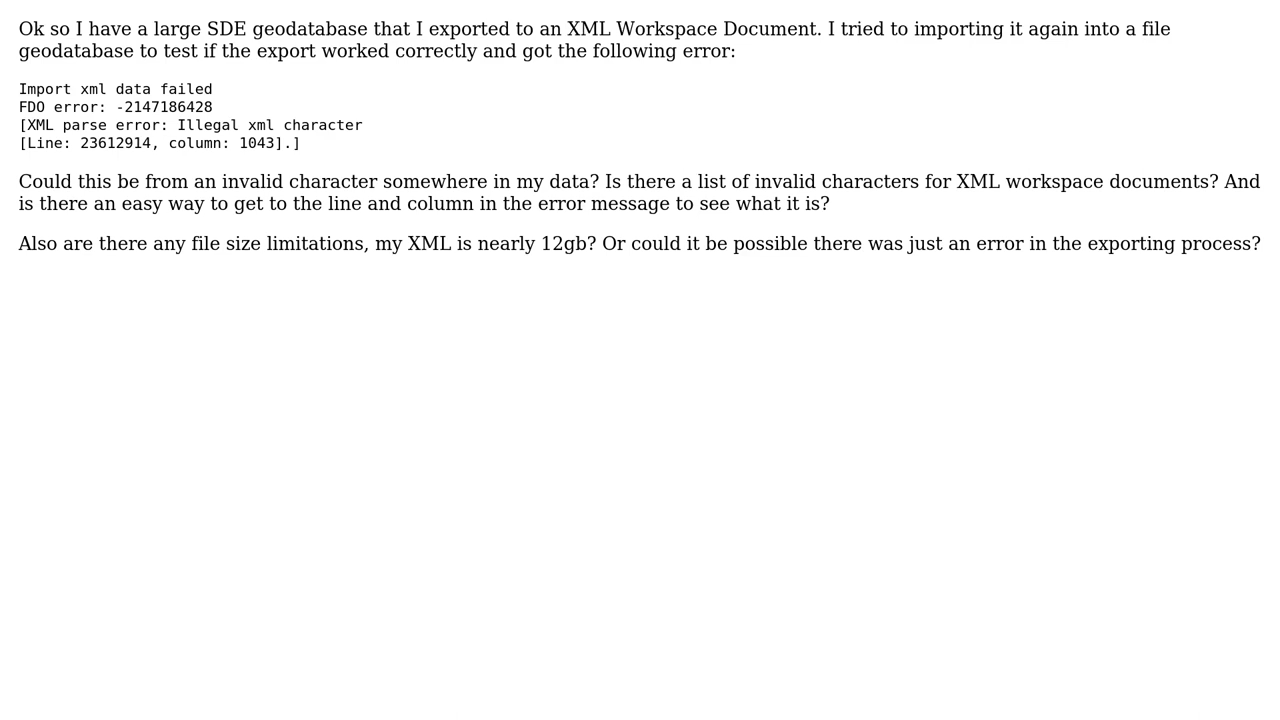 Ok so I have a large SDE geodatabase that I exported to an XML Workspace Document. I tried to importing it again into a file
geodatabase to test if the export worked correctly and got the following error:
Import xml data failed
FDO error: -2147186428
[XML parse error: Illegal xml character
[Line: 23612914, column: 1043].]
Could this be from an invalid character somewhere in my data? Is there a list of invalid characters for XML workspace documents? And
is there an easy way to get to the line and column in the error message to see what it is?
Also are there any file size limitations, my XML is nearly 12gb? Or could it be possible there was just an error in the exporting process?